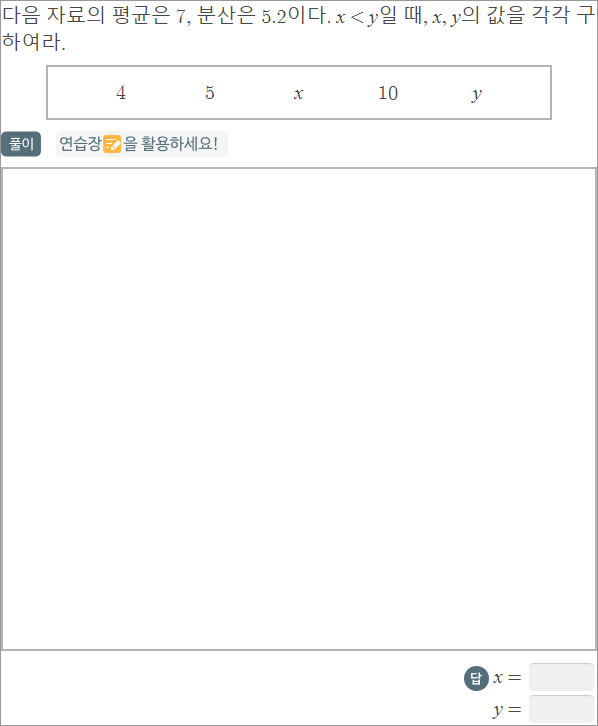 다음 자료의 평균은 7, 분산은 5.2이다. x < y일 때, x, y의 값을 각각 구
하여라.
4 5 x 10 y
풀이 연습장을 활용하세요!
답 x =
y =